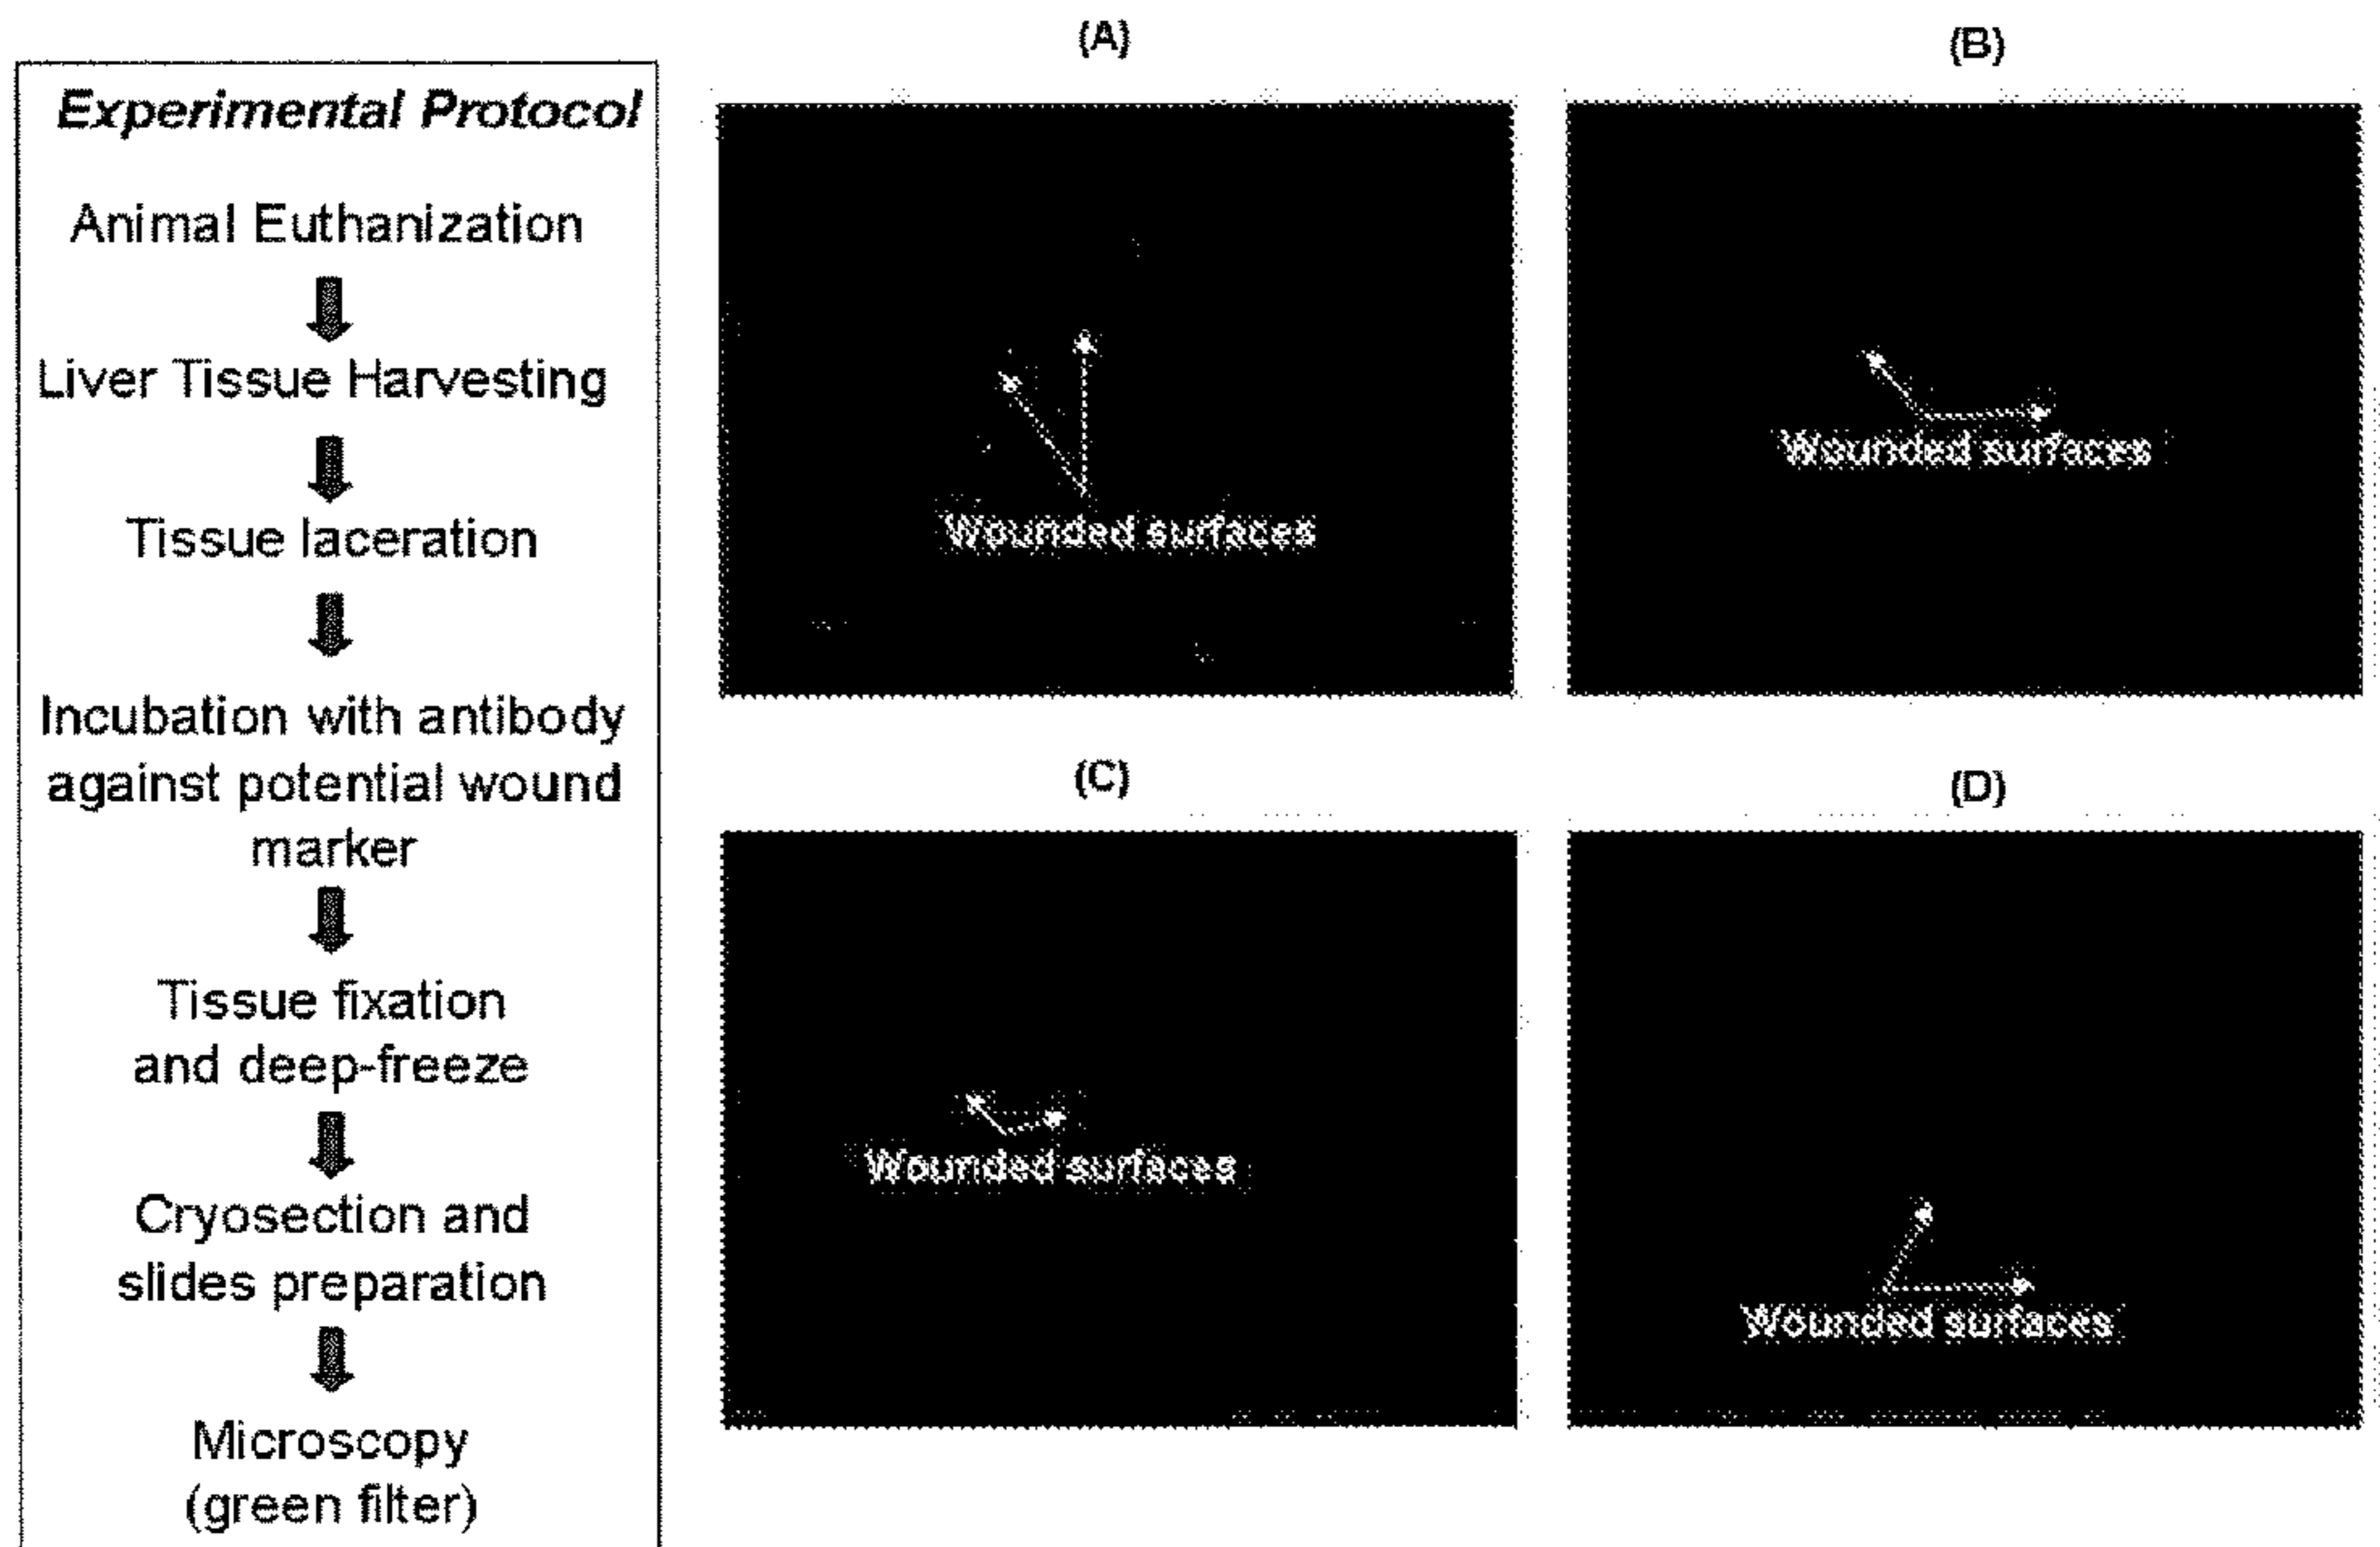 Experimental Protocol
Animal Euthanization
Liver Tissue Harvesting
Tissue laceration
Incubation with antibody
against potential wound
marker
Tissue fixation
and deep-freeze
Cryosection and
slides preparation
Microscopy
(green filter)
(A)
Wounded surfaces
(B)
Wounded surfaces
(C)
Wounded surfaces
(D)
Wounded surfaces